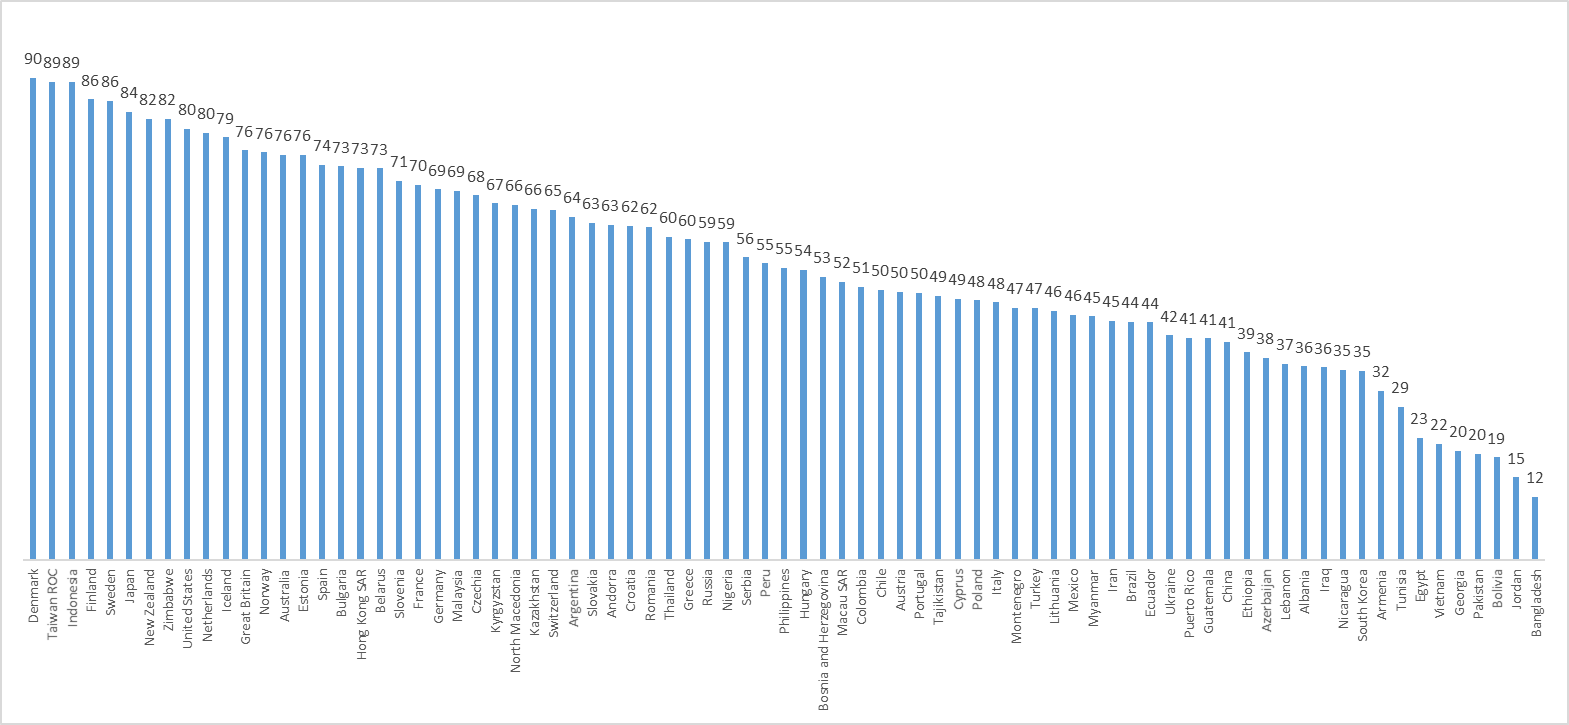 90 89 89 86 86 84 82 82 80 80 79 76 76 76 76 74 73 73 73 71 70 69 69 68 67 66 66 65 64 63 63 62 62 60 60 59 59 56 55 55 54 53 52 51 50 50 50 49 49 48 48 47 47 46 46 45 45 44 44 42 41 41 41 39 38 37 36 36 35 35 32 29 23 22 20 20 19 15 12
Denmark
Taiwan ROC
Indonesia
Finland
Sweden
Japan
New Zealand
Zimbabwe
United States
Netherlands
Iceland
Great Britain
Norway
Australia
Estonia
Spain
Bulgaria
Hong Kong SAR
Belarus
Slovenia
France
Germany
Malaysia
Czechia
Kyrgyzstan
North Macedonia
Kazakhstan
Switzerland
Argentina
Slovakia
Andorra
Croatia
Romania
Thailand
Greece
Russia
Nigeria
Serbia
Peru
Philippines
Hungary
Bosnia and Herzegovina
Macau SAR
Colombia
Chile
Austria
Portugal
Tajikistan
Cyprus
Poland
Italy
Montenegro
Turkey
Lithuania
Mexico
Myanmar
Iran
Brazil
Ecuador
Ukraine
Puerto Rico
Guatemala
China
Ethiopia
Azerbaijan
Lebanon
Albania
Iraq
Nicaragua
South Korea
Armenia
Tunisia
Egypt
Vietnam
Georgia
Pakistan
Bolivia
Jordan
Bangladesh